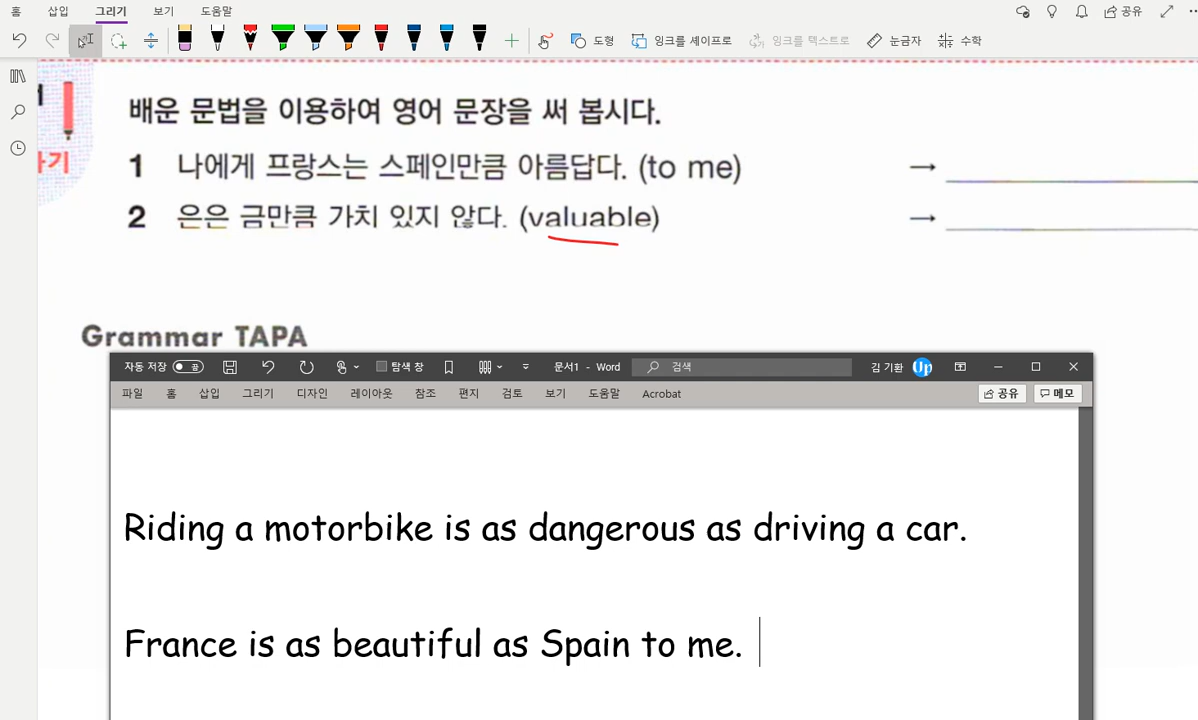 홈 삽입 그리기 보기 도움말 공유
도형 잉크를 셰이프로 잉크를 텍스트로 눈금자 수학
배운 문법을 이용하여 영어 문장을 써 봅시다.
1 나에게 프랑스는 스페인만큼 아름답다. (to me) →
2 은은 금만큼 가치 있지 않다. (valuable) →
Grammar TAPA
자동 저장 끔 탐색 창 문서1 - Word 검색 김 기환 Up
파일 홈 삽입 그리기 디자인 레이아웃 참조 편지 검토 보기 도움말 Acrobat 공유 메모
Riding a motorbike is as dangerous as driving a car.
France is as beautiful as Spain to me.